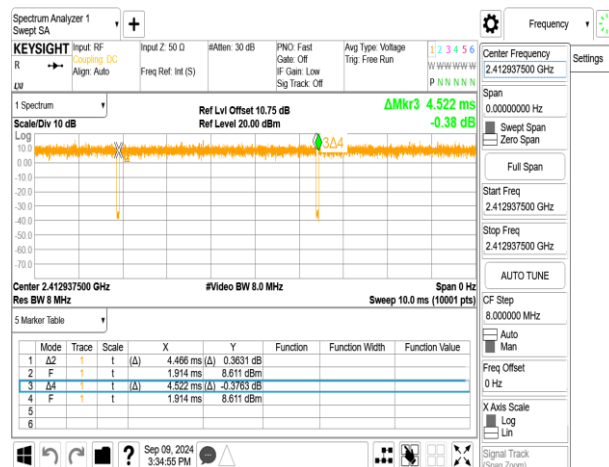 Spectrum Analyzer 1
Swept SA
+
Frequency
KEYSIGHT
R
Input: RF
Coupling: DC
Align: Auto
Input Z: 50 Ω
Freq Ref: Int (S)
#Atten: 30 dB
PNO: Fast
Gate: Off
IF Gain: Low
Sig Track: Off
Avg Type: Voltage
Trig: Free Run
1 2 3 4 5 6
W W W W W W
P N N N N N
Center Frequency
2.412937500 GHz
Settings
Span
0.00000000 Hz
Swept Span
Zero Span
Full Span
Start Freq
2.412937500 GHz
Stop Freq
2.412937500 GHz
AUTO TUNE
CF Step
8.000000 MHz
Auto
Man
Freq Offset
0 Hz
X Axis Scale
Log
Lin
Signal Track
(Span Zoom)
1 Spectrum
Scale/Div 10 dB
Ref Lvl Offset 10.75 dB
Ref Level 20.00 dBm
ΔMkr3 4.522 ms
-0.38 dB
Log
10.0
0.00
-10.0
-20.0
-30.0
-40.0
-50.0
-60.0
-70.0
3Δ4
Center 2.412937500 GHz
Res BW 8 MHz
#Video BW 8.0 MHz
Span 0 Hz
Sweep 10.0 ms (10001 pts)
5 Marker Table
Mode Trace Scale X Y Function Function Width Function Value
1 Δ2 1 t (Δ) 4.466 ms (Δ) 0.3631 dB
2 F 1 t 1.914 ms 8.611 dBm
3 Δ4 1 t (Δ) 4.522 ms (Δ) -0.3763 dB
4 F 1 t 1.914 ms 8.611 dBm
5
6
?
Sep 09, 2024
3:34:55 PM